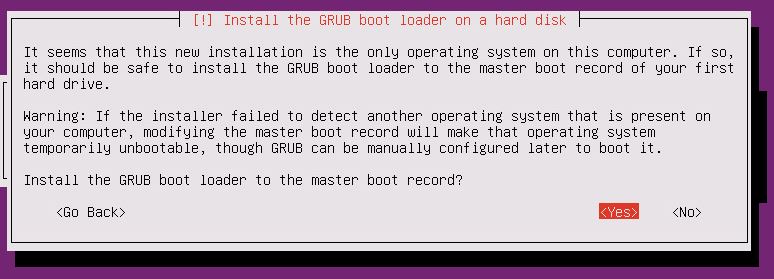 [!] Install the GRUB boot loader on a hard disk
It seems that this new installation is the only operating system on this computer. If so,
it should be safe to install the GRUB boot loader to the master boot record of your first
hard drive.
Warning: If the installer failed to detect another operating system that is present on
your computer, modifying the master boot record will make that operating system
temporarily unbootable, though GRUB can be manually configured later to boot it.
Install the GRUB boot loader to the master boot record?
<Go Back> <Yes> <No>